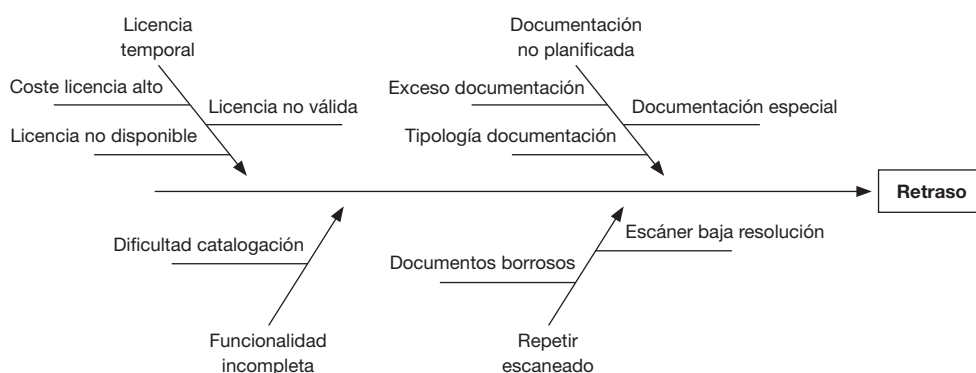 Licencia
temporal
Documentación
no planificada
Coste licencia alto
Licencia no válida
Licencia no disponible
Exceso documentación
Documentación especial
Tipología documentación
Retraso
Dificultad catalogación
Escáner baja resolución
Documentos borrosos
Funcionalidad
incompleta
Repetir
escaneado